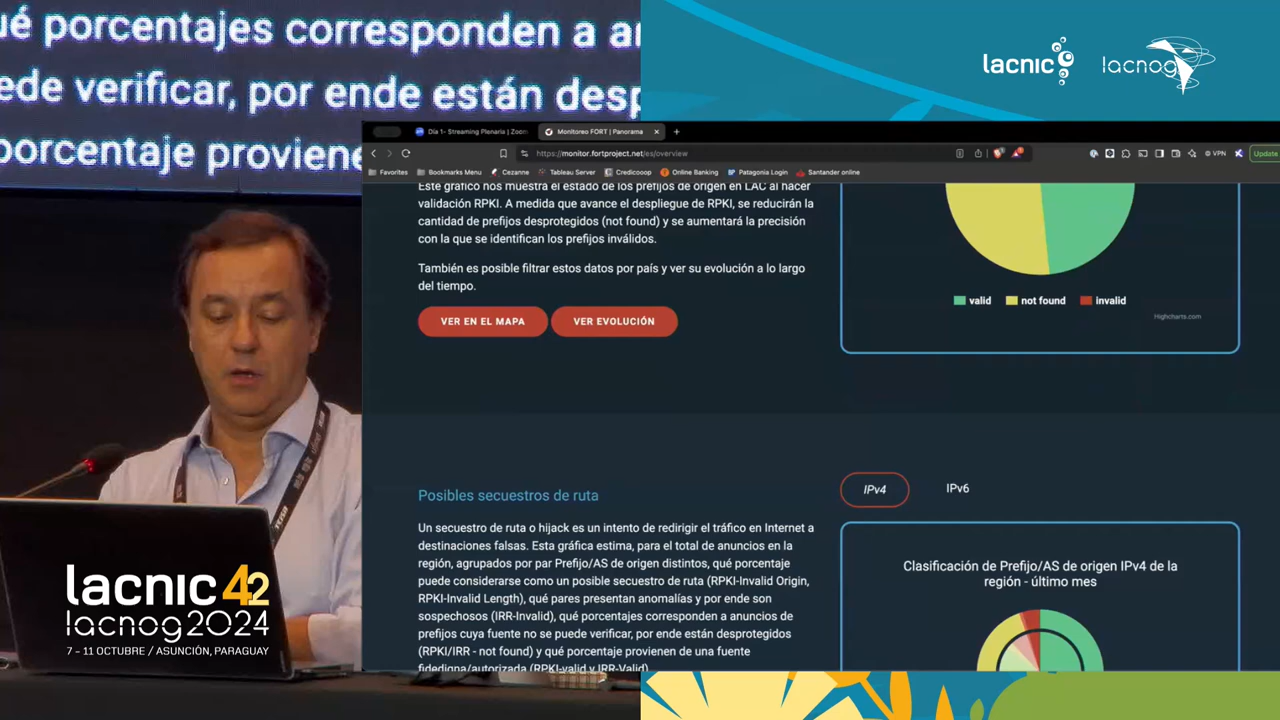 ué porcentajes corresponden a
ede verificar, por ende están
porcentaje proviene
lacnic
lacnog
Día 1- Streaming Plenaria | Zoom
Monitoreo FORT | Panorama
https://monitor.fortproject.net/es/overview
VPN
Update
Favorites
Bookmarks Menu
Cezanne
Tableau Server
Credicooop
Online Banking
Patagonia Login
Santander online
Este gráfico nos muestra el estado de los prefijos de origen en LAC al hacer
validación RPKI. A medida que avance el despliegue de RPKI, se reducirán la
cantidad de prefijos desprotegidos (not found) y se aumentará la precisión
con la que se identifican los prefijos inválidos.
También es posible filtrar estos datos por país y ver su evolución a lo largo
del tiempo.
VER EN EL MAPA
VER EVOLUCIÓN
valid
not found
invalid
Highcharts.com
Posibles secuestros de ruta
IPv4
IPv6
Un secuestro de ruta o hijack es un intento de redirigir el tráfico en Internet a
destinaciones falsas. Esta gráfica estima, para el total de anuncios en la
región, agrupados por par Prefijo/AS de origen distintos, qué porcentaje
puede considerarse como un posible secuestro de ruta (RPKI-Invalid Origin,
RPKI-Invalid Length), qué pares presentan anomalías y por ende son
sospechosos (IRR-Invalid), qué porcentajes corresponden a anuncios de
prefijos cuya fuente no se puede verificar, por ende están desprotegidos
(RPKI/IRR - not found) y qué porcentaje provienen de una fuente
fidedigna/autorizada (RPKI-valid y IRR-Valid).
Clasificación de Prefijo/AS de origen IPv4 de la
región - último mes
lacnic 42
lacnog 2024
7 – 11 OCTUBRE / ASUNCIÓN, PARAGUAY